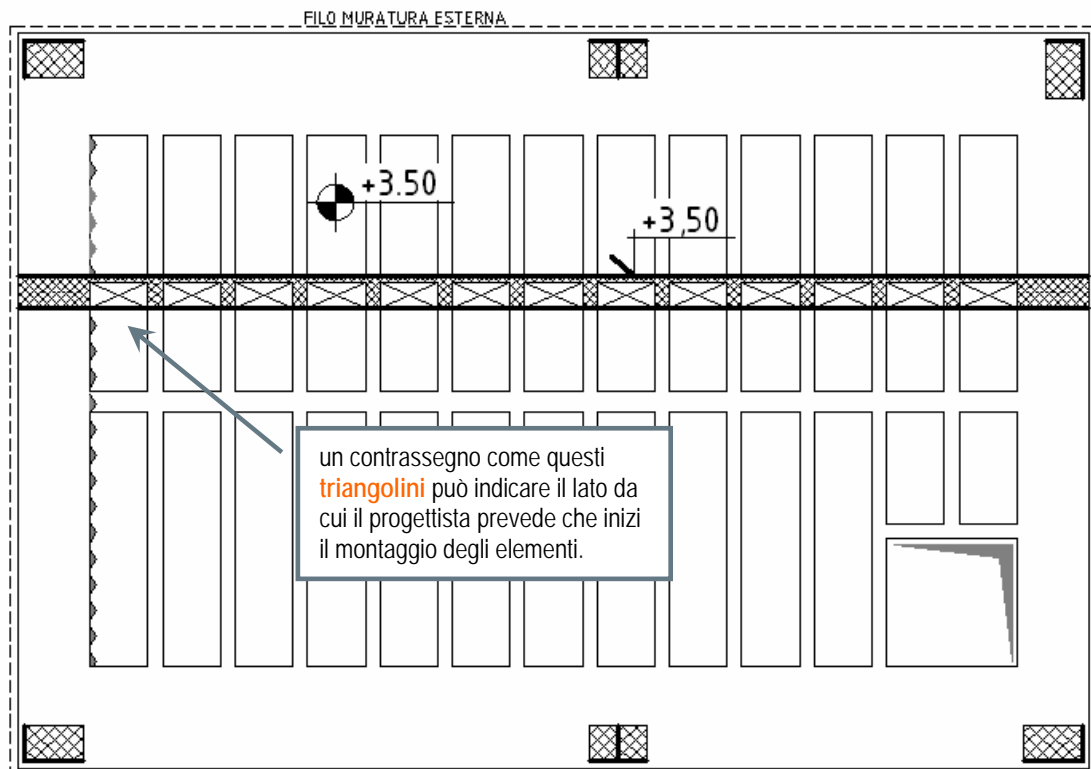 FILO MURATURA ESTERNA
+3.50
+3,50
un contrassegno come questi
triangolini può indicare il lato da
cui il progettista prevede che inizi
il montaggio degli elementi.